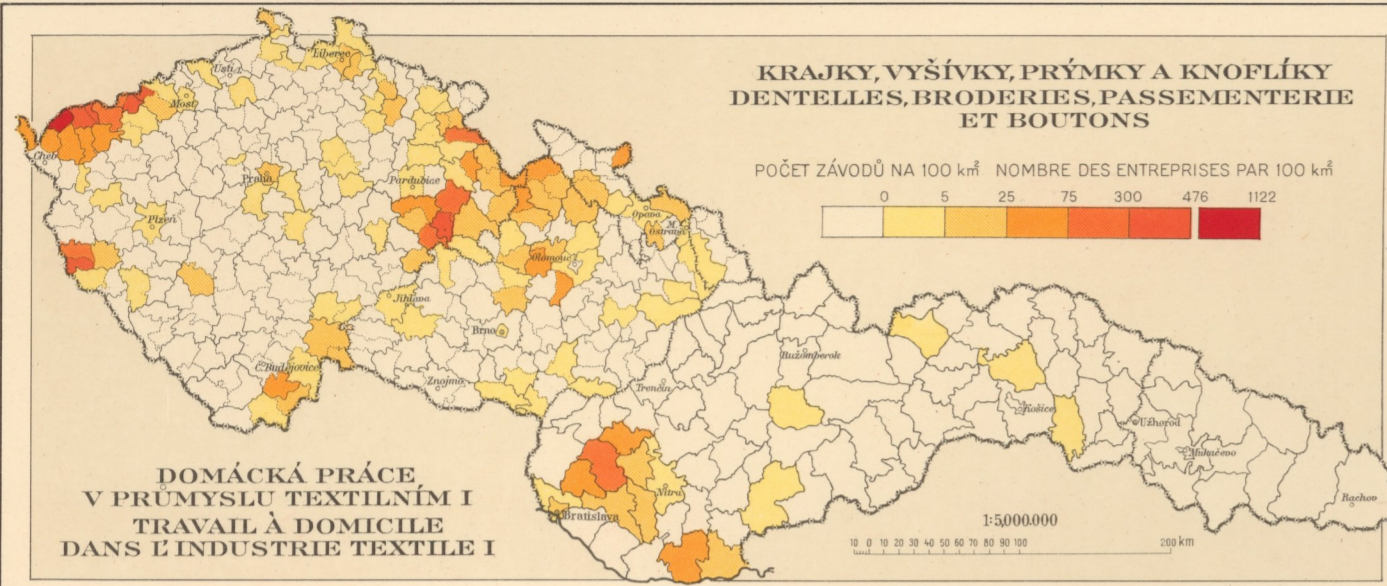 KRAJKY, VYŠÍVKY, PRÝMKY A KNOFLÍKY
DENTELLES, BRODERIES, PASSEMENTERIE
ET BOUTONS
POČET ZÁVODŮ NA 100 km² NOMBRE DES ENTREPRISES PAR 100 km²
0 5 25 75 300 476 1122
Liberec
Ústí
Most
Cheb
Praha
Pardubice
Plzeň
Opava
M. Ostrava
Olomouc
Jihlava
Brno
Č. Budějovice
Znojmo
Ružomberok
Trenčín
Košice
Užhorod
Mukačevo
Rachov
Nitra
Bratislava
DOMÁCKÁ PRÁCE
V PRŮMYSLU TEXTILNÍM I
TRAVAIL À DOMICILE
DANS L'INDUSTRIE TEXTILE I
1:5,000.000
10 0 10 20 30 40 50 60 70 80 90 100 200 km